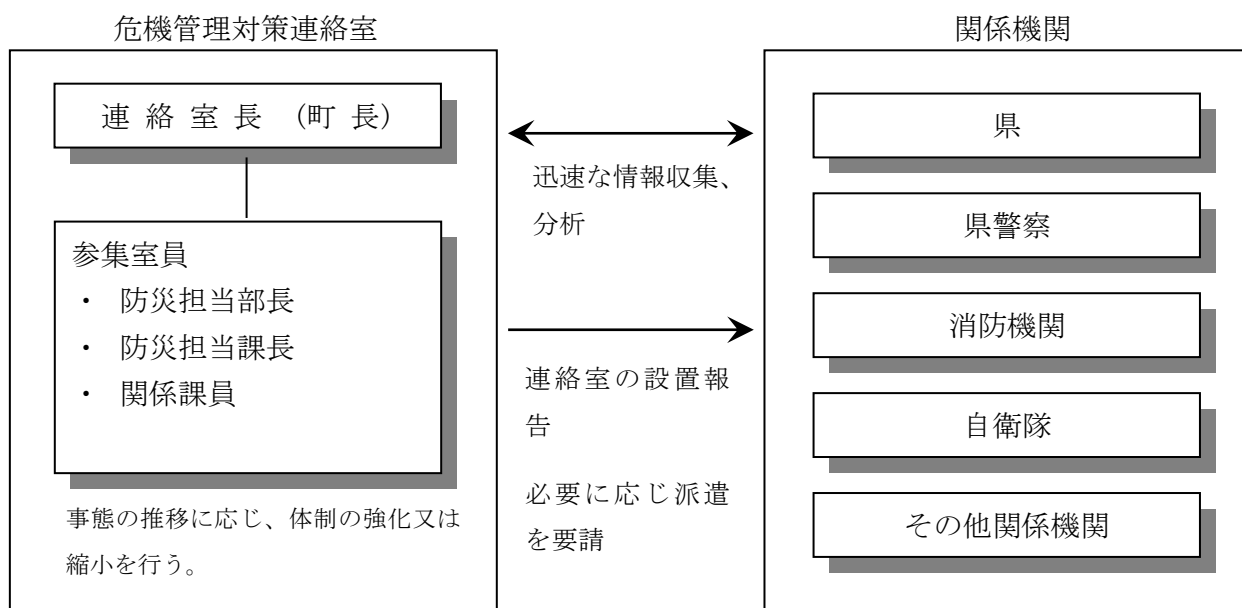 危機管理対策連絡室
連 絡 室 長 (町 長)
参集室員
・ 防災担当部長
・ 防災担当課長
・ 関係課員
事態の推移に応じ、体制の強化又は
縮小を行う。
迅速な情報収集、
分析
連絡室の設置報
告
必要に応じ派遣
を要請
関係機関
県
県警察
消防機関
自衛隊
その他関係機関